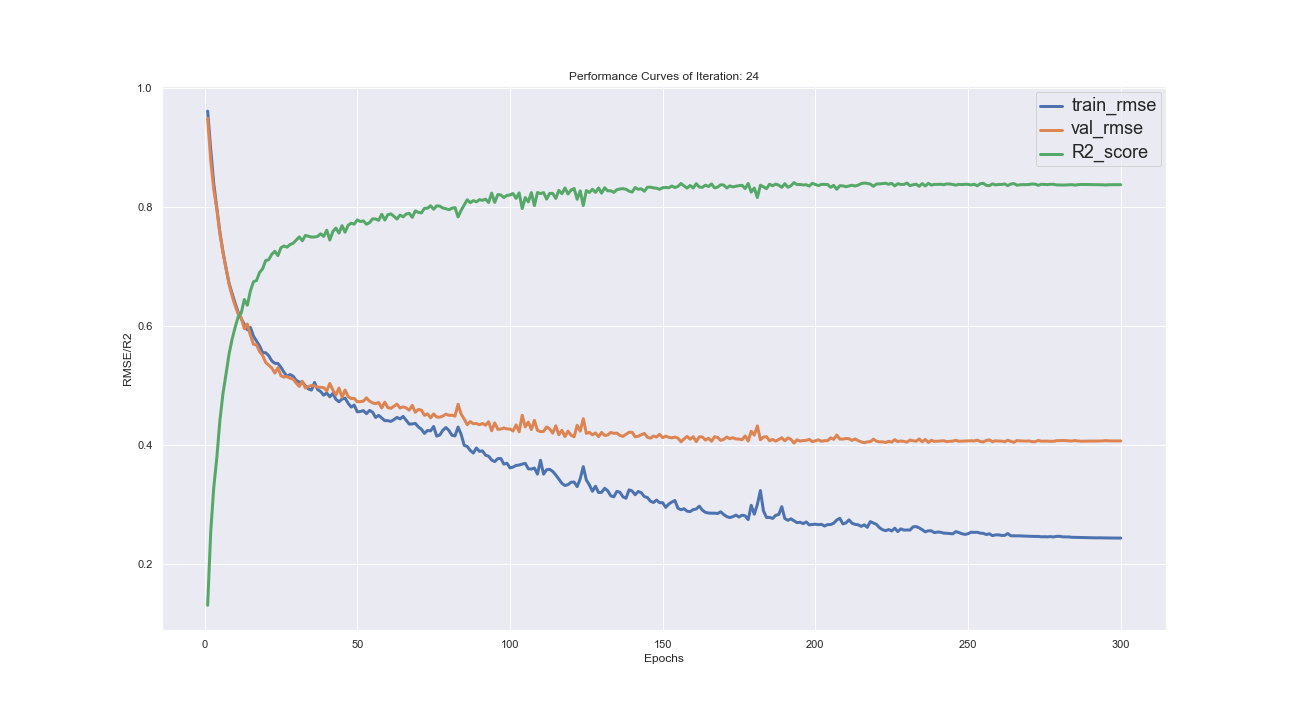 Performance Curves of Iteration: 24
1.0
0.8
0.6
0.4
0.2
RMSE/R2
train_rmse
val_rmse
R2_score
0 50 100 150 200 250 300
Epochs